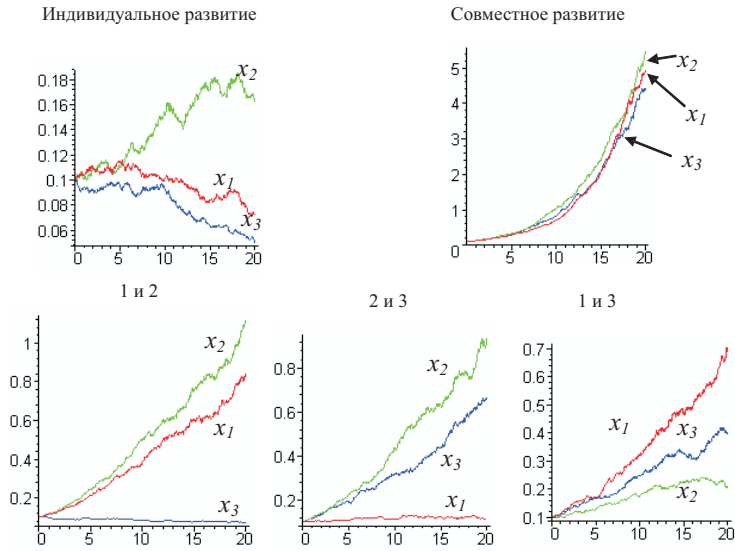 Индивидуальное развитие
Совместное развитие
0.18
0.16
0.14
0.12
0.1
0.08
0.06
0 5 10 15 20
x2
x1
x3
5
4
3
2
1
0
0 5 10 15 20
x2
x1
x3
1 и 2
1
0.8
0.6
0.4
0.2
0 5 10 15 20
x2
x1
x3
2 и 3
0.8
0.6
0.4
0.2
0 5 10 15 20
x2
x3
x1
1 и 3
0.7
0.6
0.5
0.4
0.3
0.2
0.1
0 5 10 15 20
x1
x3
x2